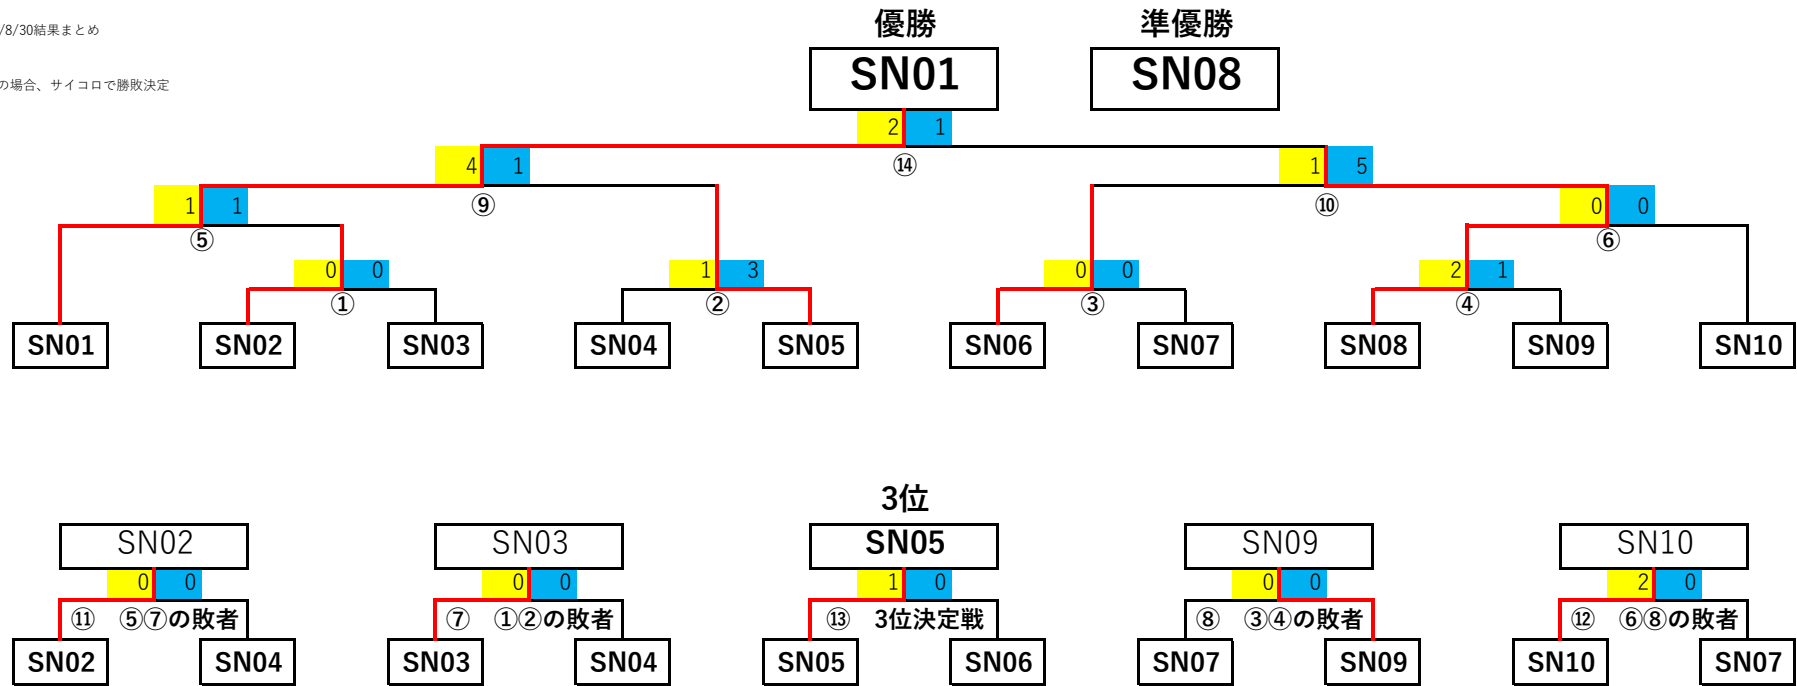 優勝 準優勝
/8/30結果まとめ
SN01 SN08
の場合、サイコロで勝敗決定
2 1
4 1 ⑭ 1 5
1 1 ⑨ ⑩ 0 0
⑤ ⑥
0 0 1 3 0 0 2 1
① ② ③ ④
SN01 SN02 SN03 SN04 SN05 SN06 SN07 SN08 SN09 SN10
3位
SN02 SN03 SN05 SN09 SN10
0 0 0 0 1 0 0 0 2 0
⑪ ⑤⑦の敗者 ⑦ ①②の敗者 ⑬ 3位決定戦 ⑧ ③④の敗者 ⑫ ⑥⑧の敗者
SN02 SN04 SN03 SN04 SN05 SN06 SN07 SN09 SN10 SN07